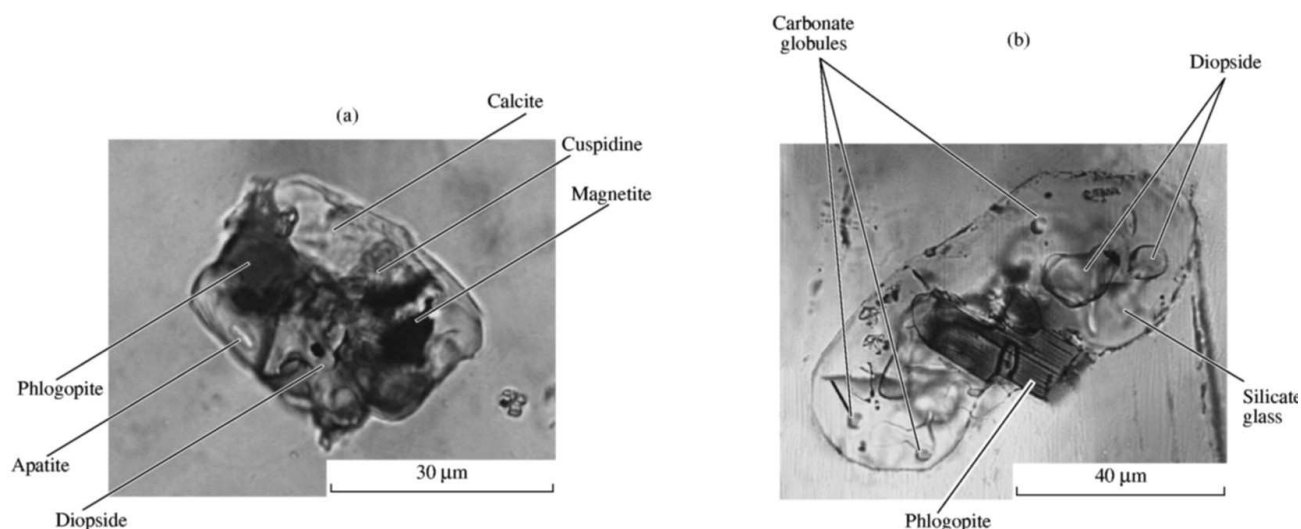 (a)
Calcite
Cuspidine
Magnetite
Phlogopite
Apatite
Diopside
30 µm
Carbonate
globules
(b)
Diopside
Silicate
glass
40 µm
Phlogopite